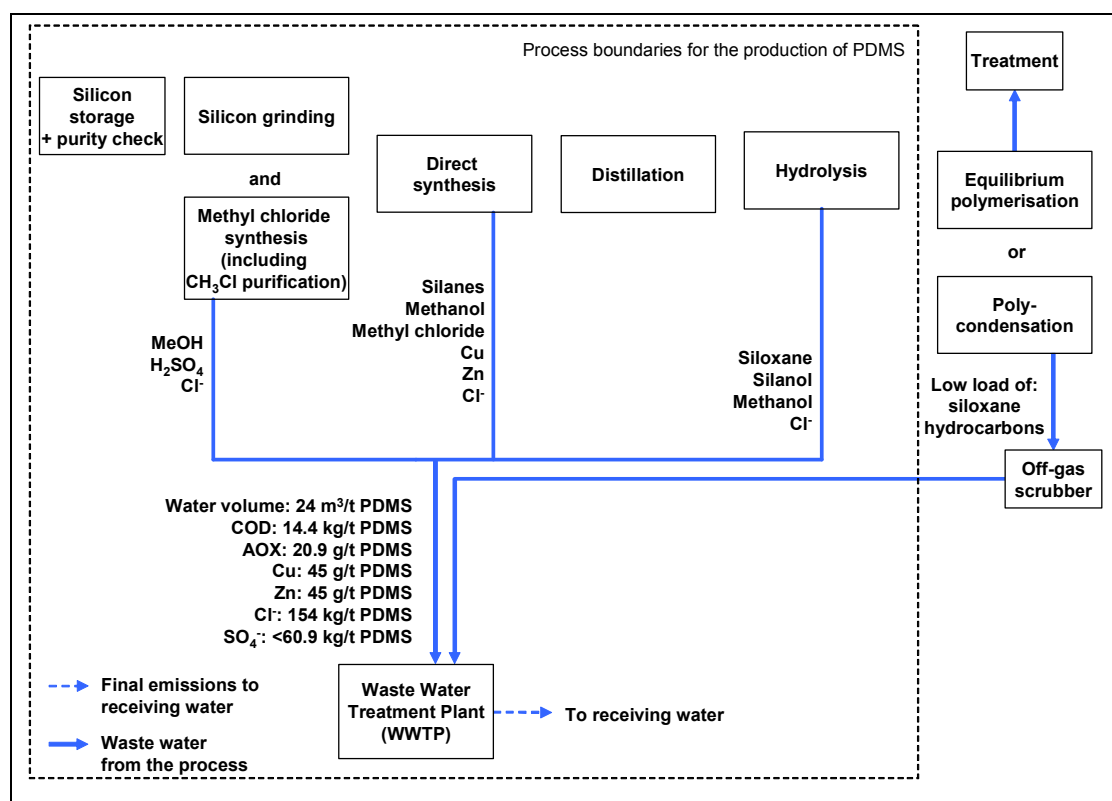 Process boundaries for the production of PDMS
Silicon
storage
+ purity check
Silicon grinding
and
Methyl chloride
synthesis
(including
CH₃Cl purification)
Direct
synthesis
Distillation
Hydrolysis
Treatment
Equilibrium
polymerisation
or
Poly-
condensation
Low load of:
siloxane
hydrocarbons
Off-gas
scrubber
MeOH
H₂SO₄
Cl⁻
Silanes
Methanol
Methyl chloride
Cu
Zn
Cl⁻
Siloxane
Silanol
Methanol
Cl⁻
Water volume: 24 m³/t PDMS
COD: 14.4 kg/t PDMS
AOX: 20.9 g/t PDMS
Cu: 45 g/t PDMS
Zn: 45 g/t PDMS
Cl⁻: 154 kg/t PDMS
SO₄⁻: <60.9 kg/t PDMS
Final emissions to
receiving water
Waste water
from the process
Waste Water
Treatment Plant
(WWTP)
To receiving water